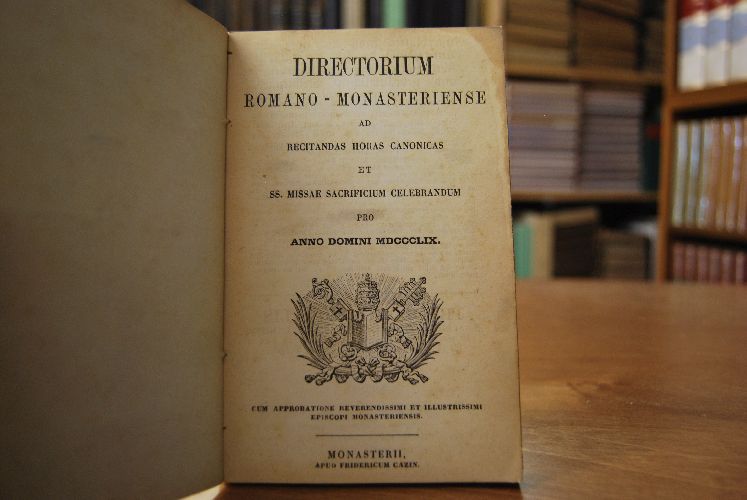 DIRECTORIUM
ROMANO - MONASTERIENSE
AD
RECITANDAS HORAS CANONICAS
ET
SS. MISSAE SACRIFICIUM CELEBRANDUM
PRO
ANNO DOMINI MDCCCLIX.
CUM APPROBATIONE REVERENDISSIMI ET ILLUSTRISSIMI
EPISCOPI MONASTERIENSIS.
MONASTERII,
APUD FRIDERICUM CAZIN.